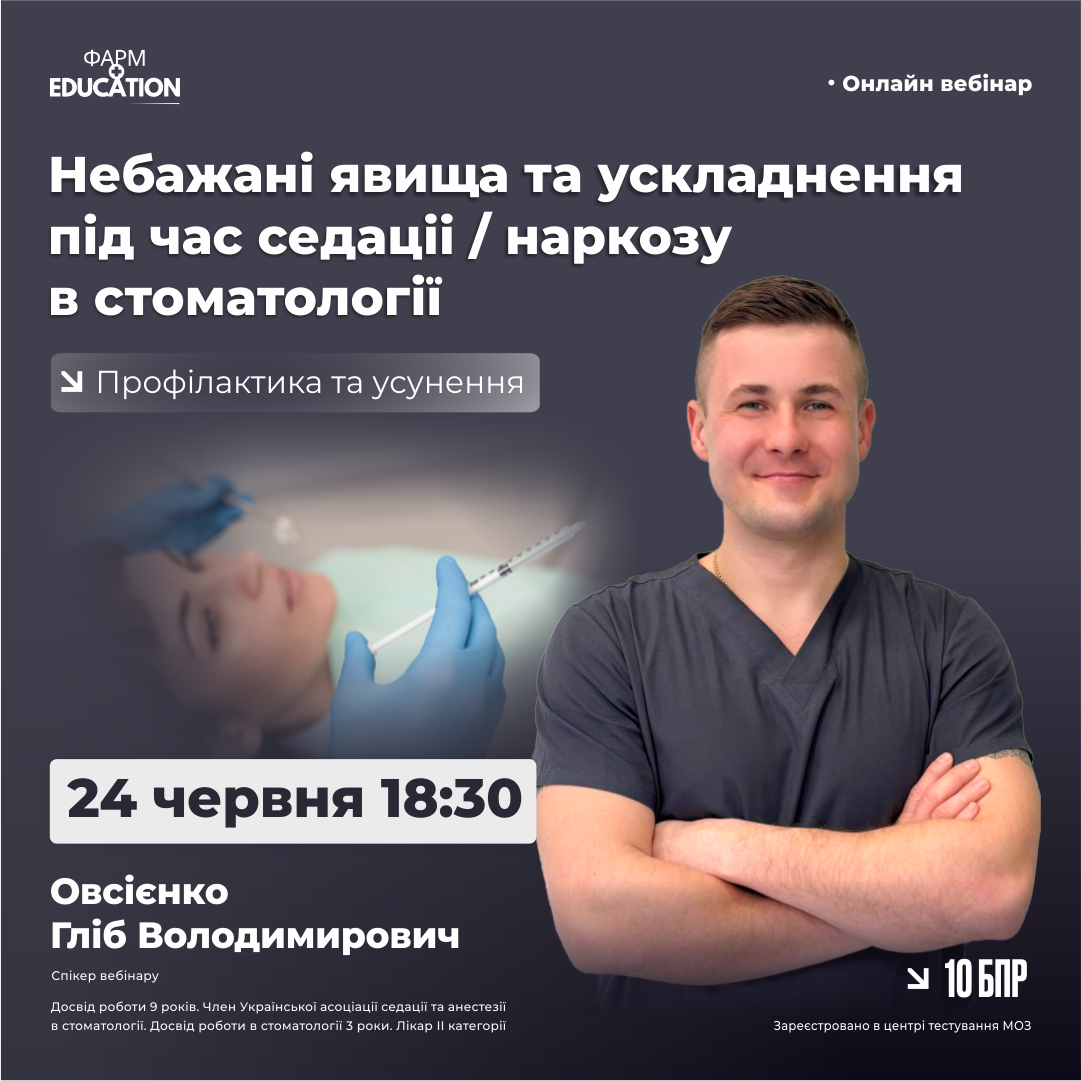 ФАРМ
EDUCATION
• Онлайн вебінар
Небажані явища та ускладнення
під час седаціі / наркозу
в стоматології
Профілактика та усунення
24 червня 18:30
Овсієнко
Гліб Володимирович
Спікер вебінару
Досвід роботи 9 років. Член Української асоціації седації та анестезії
в стоматології. Досвід роботи в стоматології 3 роки. Лікар II категорії
10 БПР
Зареєстровано в центрі тестування МОЗ